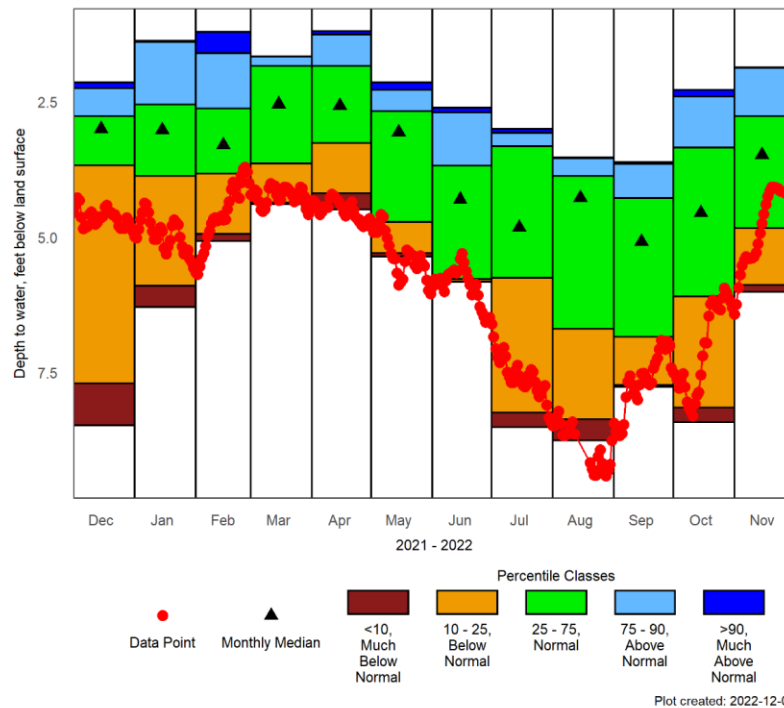 Depth to water, feet below land surface
2.5
5.0
7.5
Dec Jan Feb Mar Apr May Jun Jul Aug Sep Oct Nov
2021 - 2022
Percentile Classes
Data Point
Monthly Median
<10,
Much
Below
Normal
10 - 25,
Below
Normal
25 - 75,
Normal
75 - 90,
Above
Normal
>90,
Much
Above
Normal
Plot created: 2022-12-0